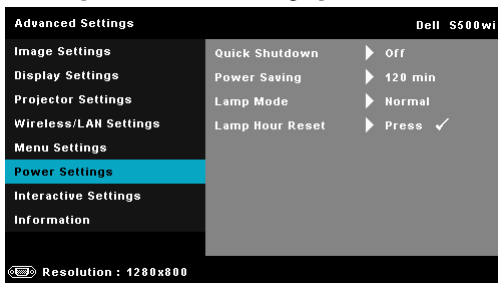 Advanced Settings Dell S500wi
Image Settings
Display Settings
Projector Settings
Wireless/LAN Settings
Menu Settings
Power Settings
Interactive Settings
Information
Quick Shutdown Off
Power Saving 120 min
Lamp Mode Normal
Lamp Hour Reset Press ✓
Resolution : 1280x800